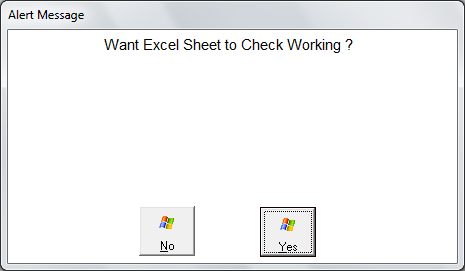 Alert Message
Want Excel Sheet to Check Working ?
No
Yes